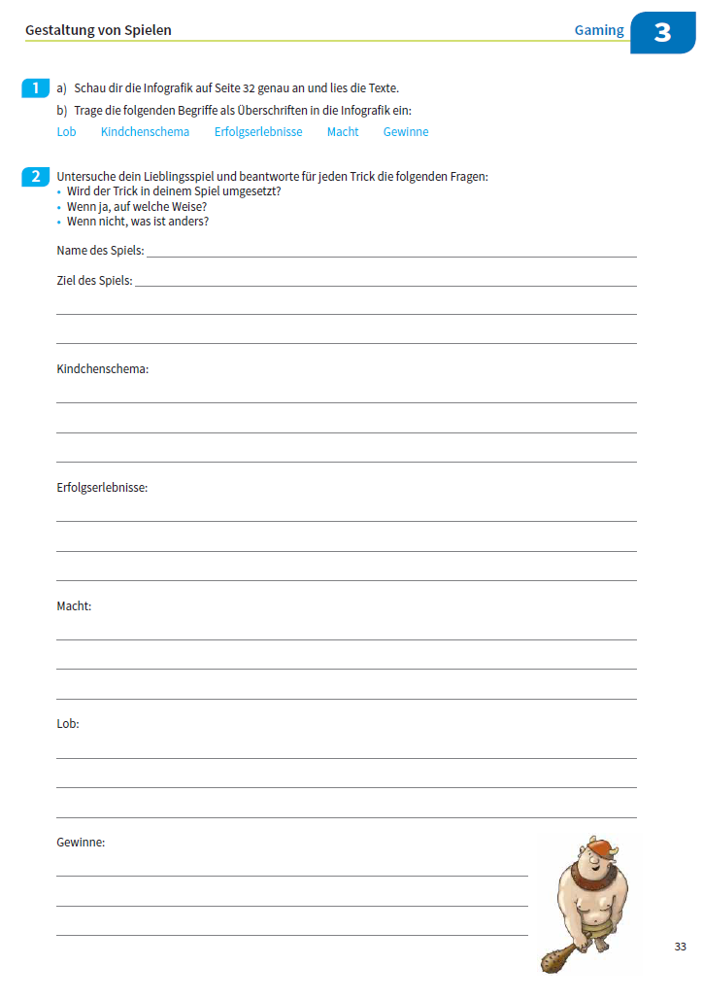 Gestaltung von Spielen
Gaming
3
1 a) Schau dir die Infografik auf Seite 32 genau an und lies die Texte.
b) Trage die folgenden Begriffe als Überschriften in die Infografik ein:
Lob Kindchenschema Erfolgserlebnisse Macht Gewinne
2 Untersuche dein Lieblingsspiel und beantworte für jeden Trick die folgenden Fragen:
• Wird der Trick in deinem Spiel umgesetzt?
• Wenn ja, auf welche Weise?
• Wenn nicht, was ist anders?
Name des Spiels:
Ziel des Spiels:
Kindchenschema:
Erfolgserlebnisse:
Macht:
Lob:
Gewinne:
33